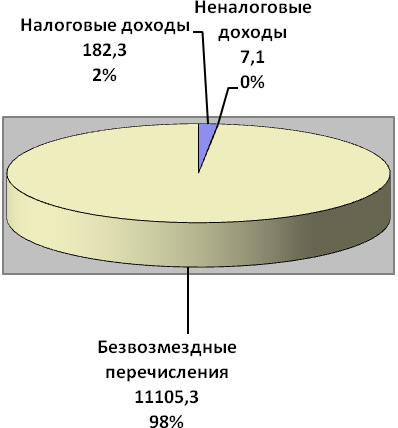 Налоговые доходы
182,3
2%
Неналоговые
доходы
7,1
0%
Безвозмездные
перечисления
11105,3
98%